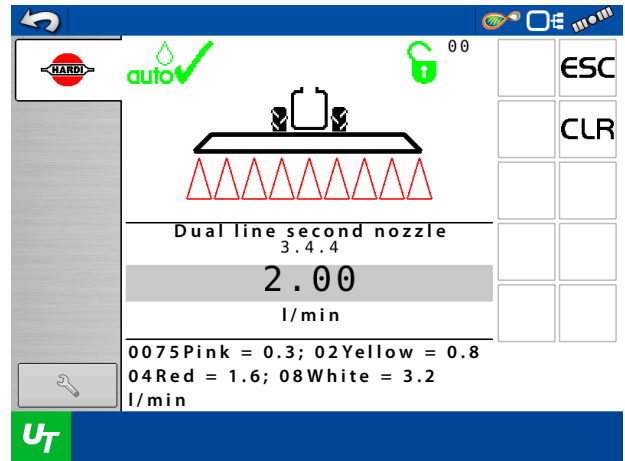 HARDI
auto
00
ESC
CLR
Dual line second nozzle
3.4.4
2.00
l/min
0075Pink = 0.3; 02Yellow = 0.8
04Red = 1.6; 08White = 3.2
l/min
UT